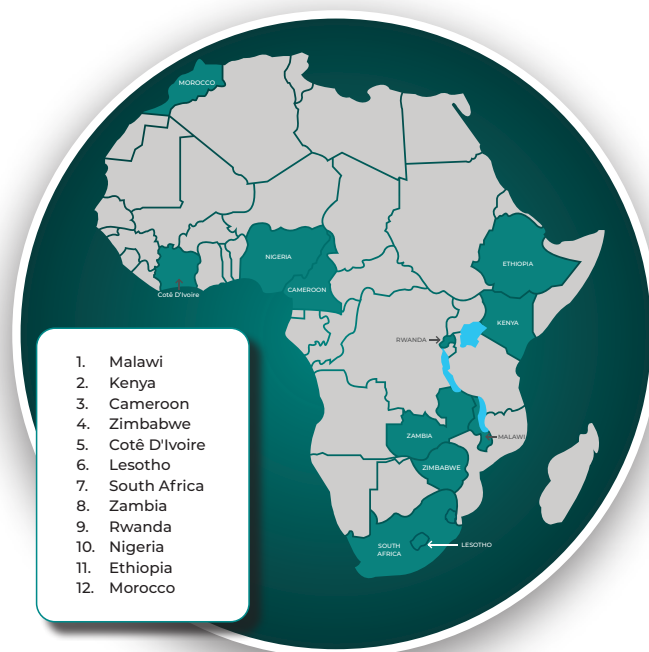 MOROCCO
NIGERIA
ETHIOPIA
CAMEROON
Cotê D'ivoire
KENYA
RWANDA
ZAMBIA
MALAWI
ZIMBABWE
SOUTH
AFRICA
LESOTHO
1. Malawi
2. Kenya
3. Cameroon
4. Zimbabwe
5. Cotê D'Ivoire
6. Lesotho
7. South Africa
8. Zambia
9. Rwanda
10. Nigeria
11. Ethiopia
12. Morocco